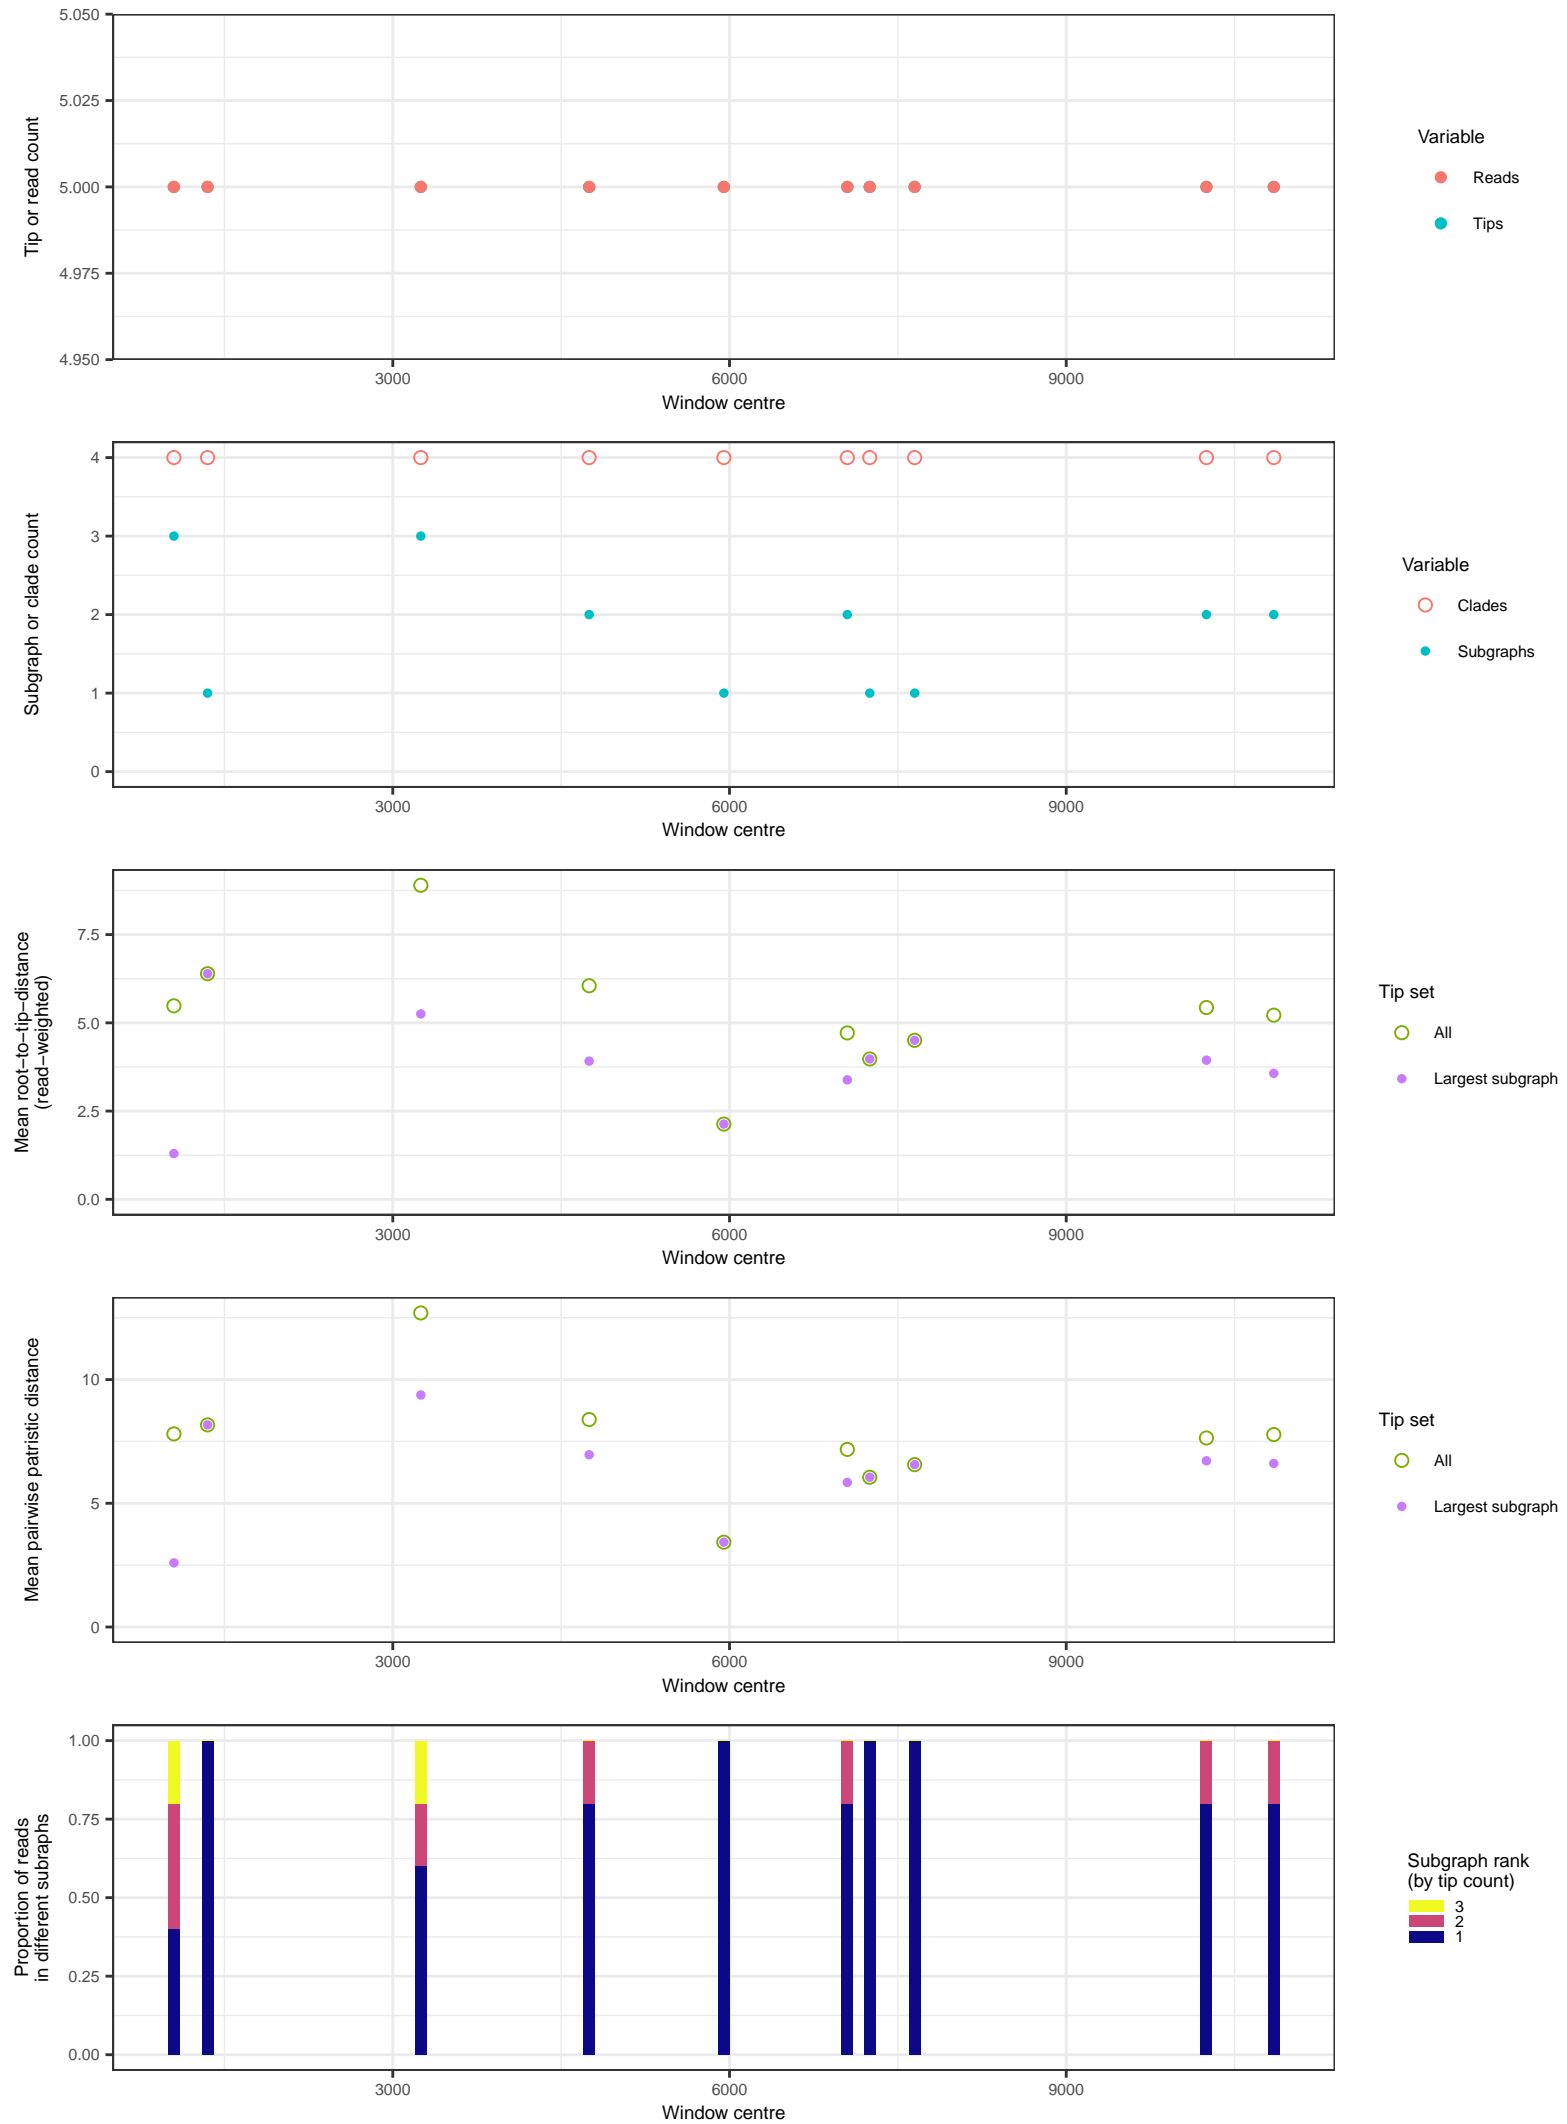 5.050
5.025
5.000
4.975
4.950
Tip or read count
3000 6000 9000
Window centre
Variable
Reads
Tips
4
3
2
1
0
Subgraph or clade count
3000 6000 9000
Window centre
Variable
Clades
Subgraphs
7.5
5.0
2.5
0.0
Mean root−to−tip−distance
(read−weighted)
3000 6000 9000
Window centre
Tip set
All
Largest subgraph
10
5
0
Mean pairwise patristic distance
3000 6000 9000
Window centre
Tip set
All
Largest subgraph
1.00
0.75
0.50
0.25
0.00
Proportion of reads
in different subraphs
3000 6000 9000
Window centre
Subgraph rank
(by tip count)
3
2
1